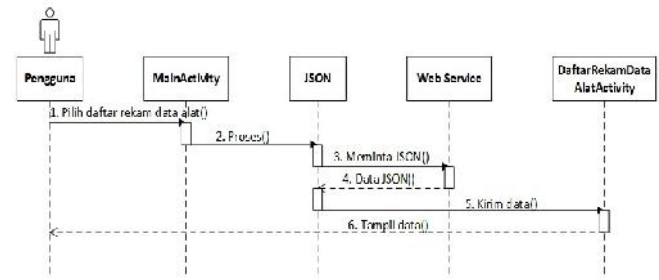 Pengguna
MainActivity
JSON
Web Service
DaftarRekamData
AlatActivity
1. Pilih daftar rekam data alat()
2. Proses()
3. Meminta JSON()
4. Data JSON()
5. Kirim data()
6. Tampil data()